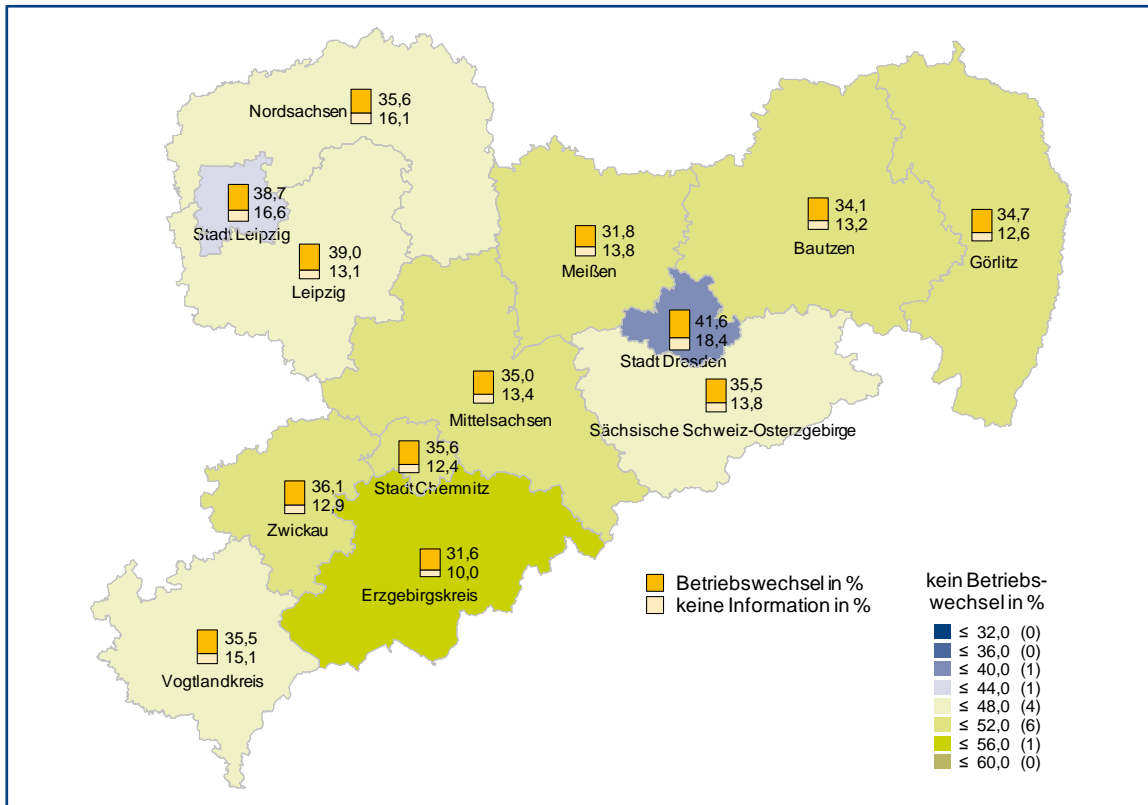 Nordsachsen
35,6
16,1
38,7
16,6
Stadt Leipzig
39,0
13,1
Leipzig
31,8
13,8
Meißen
34,1
13,2
Bautzen
34,7
12,6
Görlitz
41,6
18,4
Stadt Dresden
35,5
13,8
Sächsische Schweiz-Osterzgebirge
35,0
13,4
Mittelsachsen
35,6
12,4
Stadt Chemnitz
36,1
12,9
Zwickau
31,6
10,0
Erzgebirgskreis
35,5
15,1
Vogtlandkreis
Betriebswechsel in %
keine Information in %
kein Betriebs-
wechsel in %
≤ 32,0 (0)
≤ 36,0 (0)
≤ 40,0 (1)
≤ 44,0 (1)
≤ 48,0 (4)
≤ 52,0 (6)
≤ 56,0 (1)
≤ 60,0 (0)